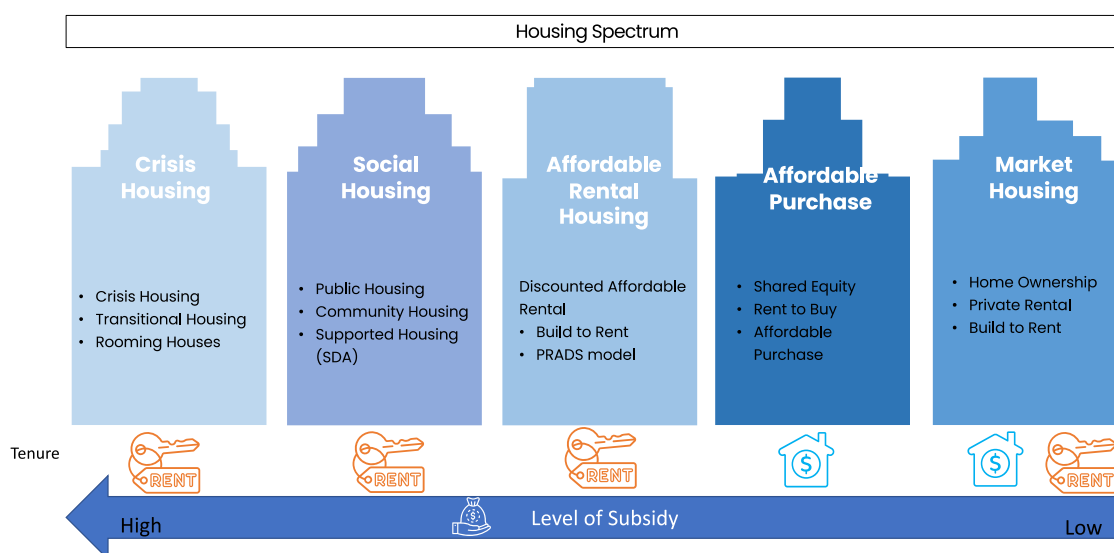 Housing Spectrum
Crisis
Housing
• Crisis Housing
• Transitional Housing
• Rooming Houses
Social
Housing
• Public Housing
• Community Housing
• Supported Housing
(SDA)
Affordable
Rental
Housing
Discounted Affordable
Rental
• Build to Rent
• PRADS model
Affordable
Purchase
• Shared Equity
• Rent to Buy
• Affordable
Purchase
Market
Housing
• Home Ownership
• Private Rental
• Build to Rent
Tenure
RENT
RENT
RENT
$
$
RENT
High
$
Level of Subsidy
Low